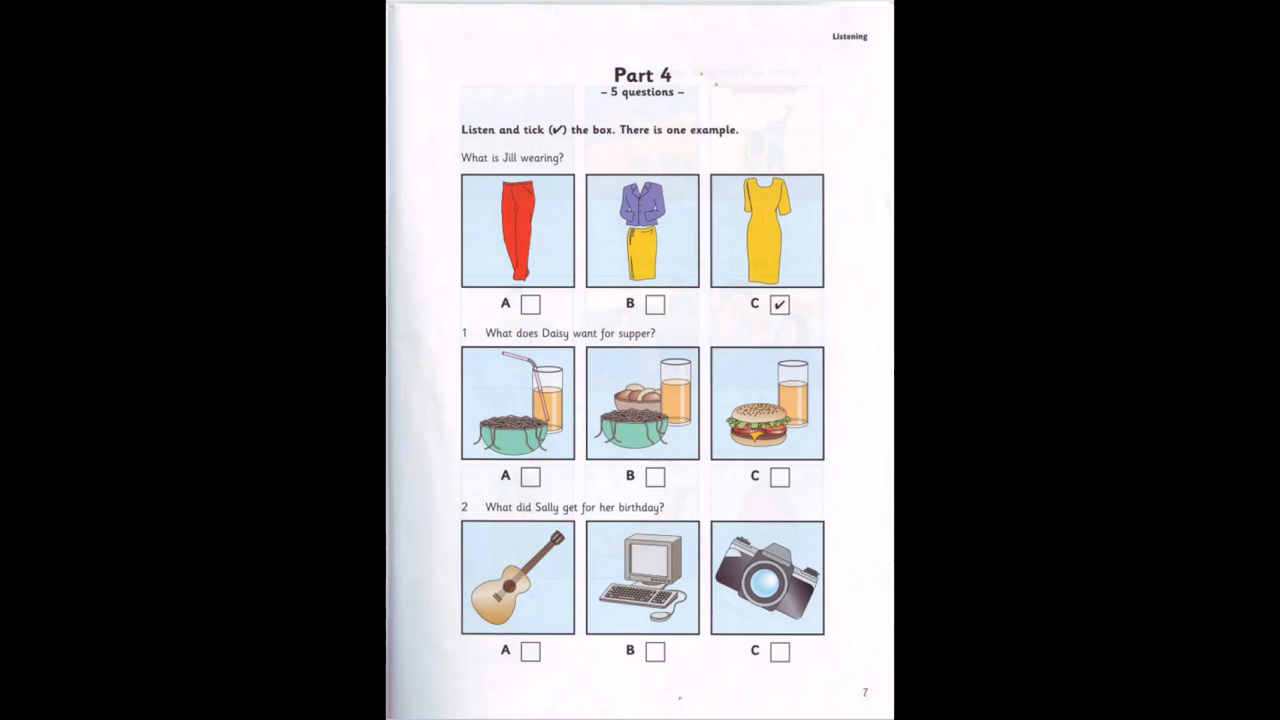 Listening
Part 4
– 5 questions –
Listen and tick (✔) the box. There is one example.
What is Jill wearing?
A B C ✔
1 What does Daisy want for supper?
A B C
2 What did Sally get for her birthday?
A B C
7